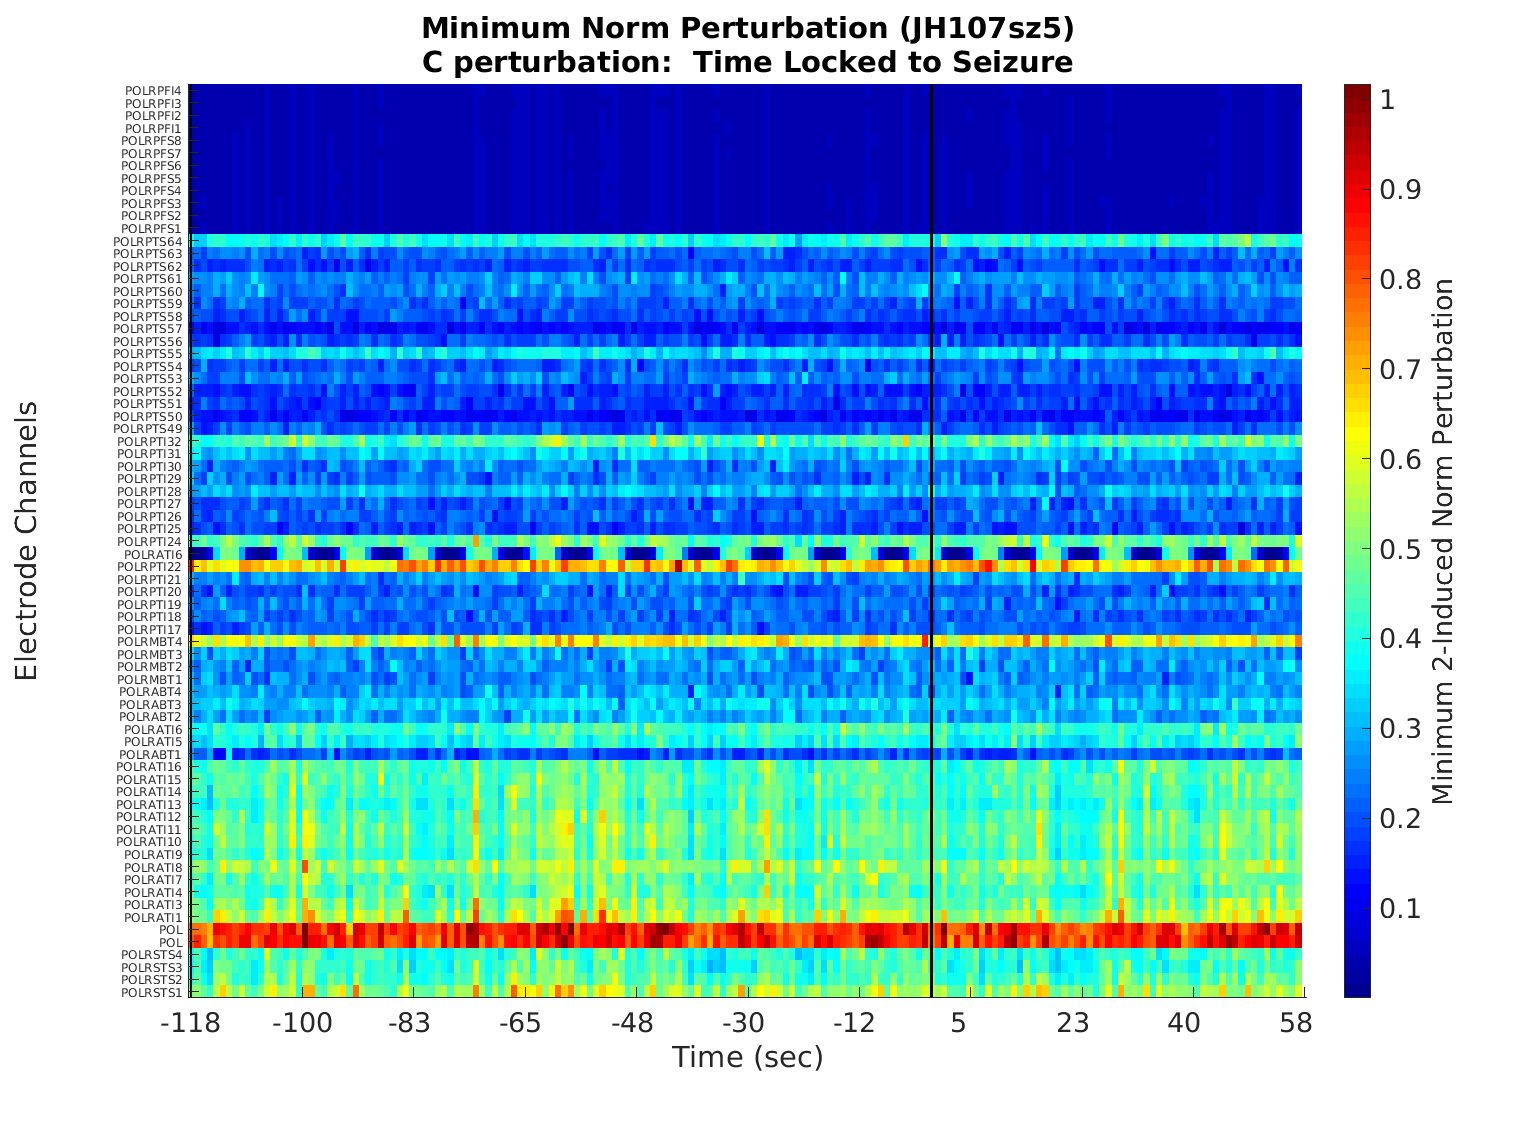 Minimum Norm Perturbation (JH107sz5)
C perturbation:  Time Locked to Seizure
Electrode Channels
POLRPFI4
POLRPFI3
POLRPFI2
POLRPFI1
POLRPFS8
POLRPFS7
POLRPFS6
POLRPFS5
POLRPFS4
POLRPFS3
POLRPFS2
POLRPFS1
POLRPTS64
POLRPTS63
POLRPTS62
POLRPTS61
POLRPTS60
POLRPTS59
POLRPTS58
POLRPTS57
POLRPTS56
POLRPTS55
POLRPTS54
POLRPTS53
POLRPTS52
POLRPTS51
POLRPTS50
POLRPTS49
POLRPTI32
POLRPTI31
POLRPTI30
POLRPTI29
POLRPTI28
POLRPTI27
POLRPTI26
POLRPTI25
POLRPTI24
POLRATI6
POLRPTI22
POLRPTI21
POLRPTI20
POLRPTI19
POLRPTI18
POLRPTI17
POLRMBT4
POLRMBT3
POLRMBT2
POLRMBT1
POLRABT4
POLRABT3
POLRABT2
POLRATI6
POLRATI5
POLRABT1
POLRATI16
POLRATI15
POLRATI14
POLRATI13
POLRATI12
POLRATI11
POLRATI10
POLRATI9
POLRATI8
POLRATI7
POLRATI4
POLRATI3
POLRATI1
POL
POL
POLRSTS4
POLRSTS3
POLRSTS2
POLRSTS1
-118 -100 -83 -65 -48 -30 -12 5 23 40 58
Time (sec)
1
0.9
0.8
0.7
0.6
0.5
0.4
0.3
0.2
0.1
Minimum 2-Induced Norm Perturbation